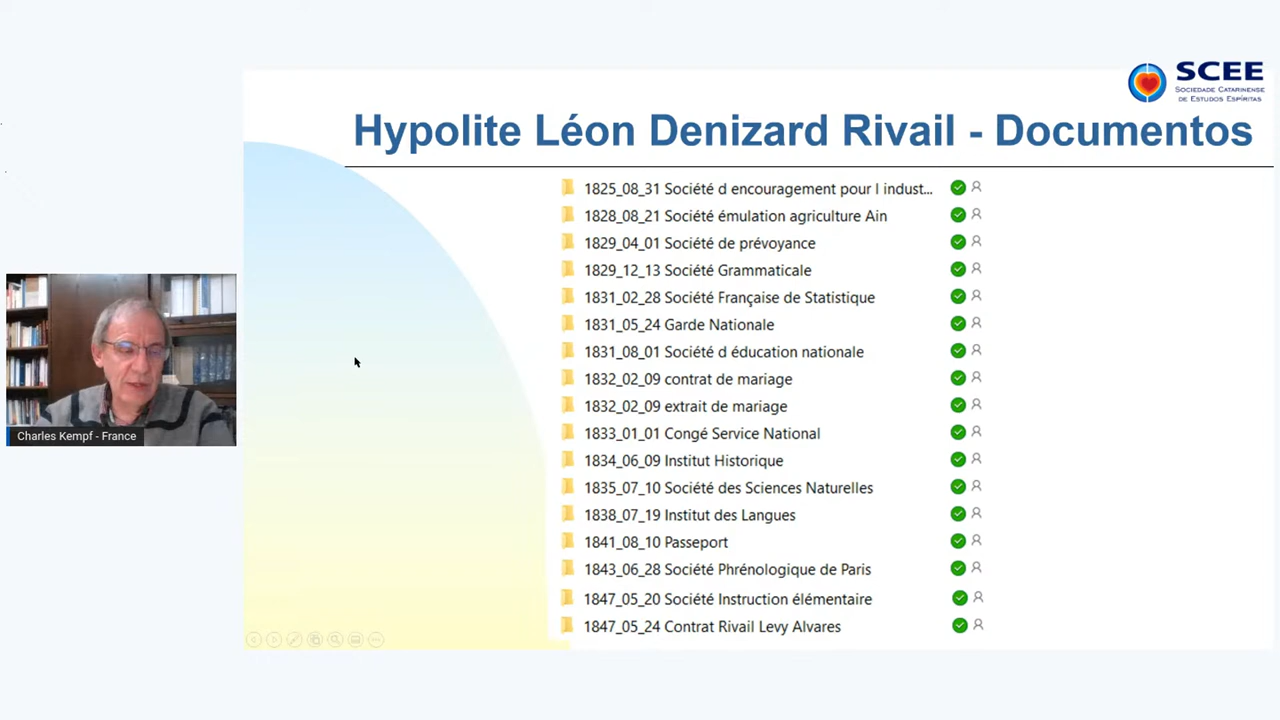 SCEE
SOCIEDADE CATARINENSE
DE ESTUDOS ESPÍRITAS
Hypolite Léon Denizard Rivail - Documentos
1825_08_31 Société d encouragement pour l indust...
1828_08_21 Société émulation agriculture Ain
1829_04_01 Société de prévoyance
1829_12_13 Société Grammaticale
1831_02_28 Société Française de Statistique
1831_05_24 Garde Nationale
1831_08_01 Société d éducation nationale
1832_02_09 contrat de mariage
1832_02_09 extrait de mariage
1833_01_01 Congé Service National
1834_06_09 Institut Historique
1835_07_10 Société des Sciences Naturelles
1838_07_19 Institut des Langues
1841_08_10 Passeport
1843_06_28 Société Phrénologique de Paris
1847_05_20 Société Instruction élémentaire
1847_05_24 Contrat Rivail Levy Alvares
Charles Kempf - France